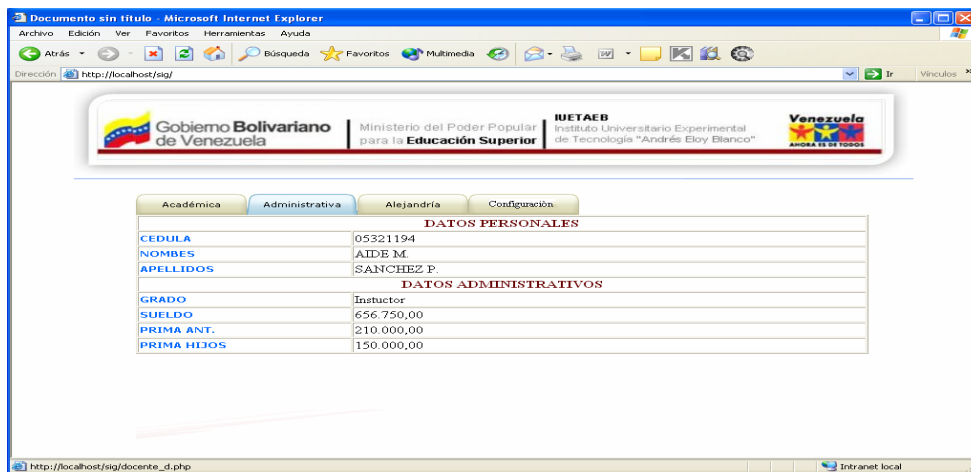 Documento sin título - Microsoft Internet Explorer
Archivo Edición Ver Favoritos Herramientas Ayuda
Atrás Búsqueda Favoritos Multimedia
Dirección http://localhost/sig/ Ir Vínculos »
Gobierno Bolivariano
de Venezuela
Ministerio del Poder Popular
para la Educación Superior
IUETAEB
Instituto Universitario Experimental
de Tecnología "Andrés Eloy Blanco"
Venezuela
AHORA ES DE TODOS
Académica Administrativa Alejandría Configuración
DATOS PERSONALES
CEDULA 05321194
NOMBES AIDE M.
APELLIDOS SANCHEZ P.
DATOS ADMINISTRATIVOS
GRADO Instuctor
SUELDO 656.750,00
PRIMA ANT. 210.000,00
PRIMA HIJOS 150.000,00
http://localhost/sig/docente_d.php Intranet local